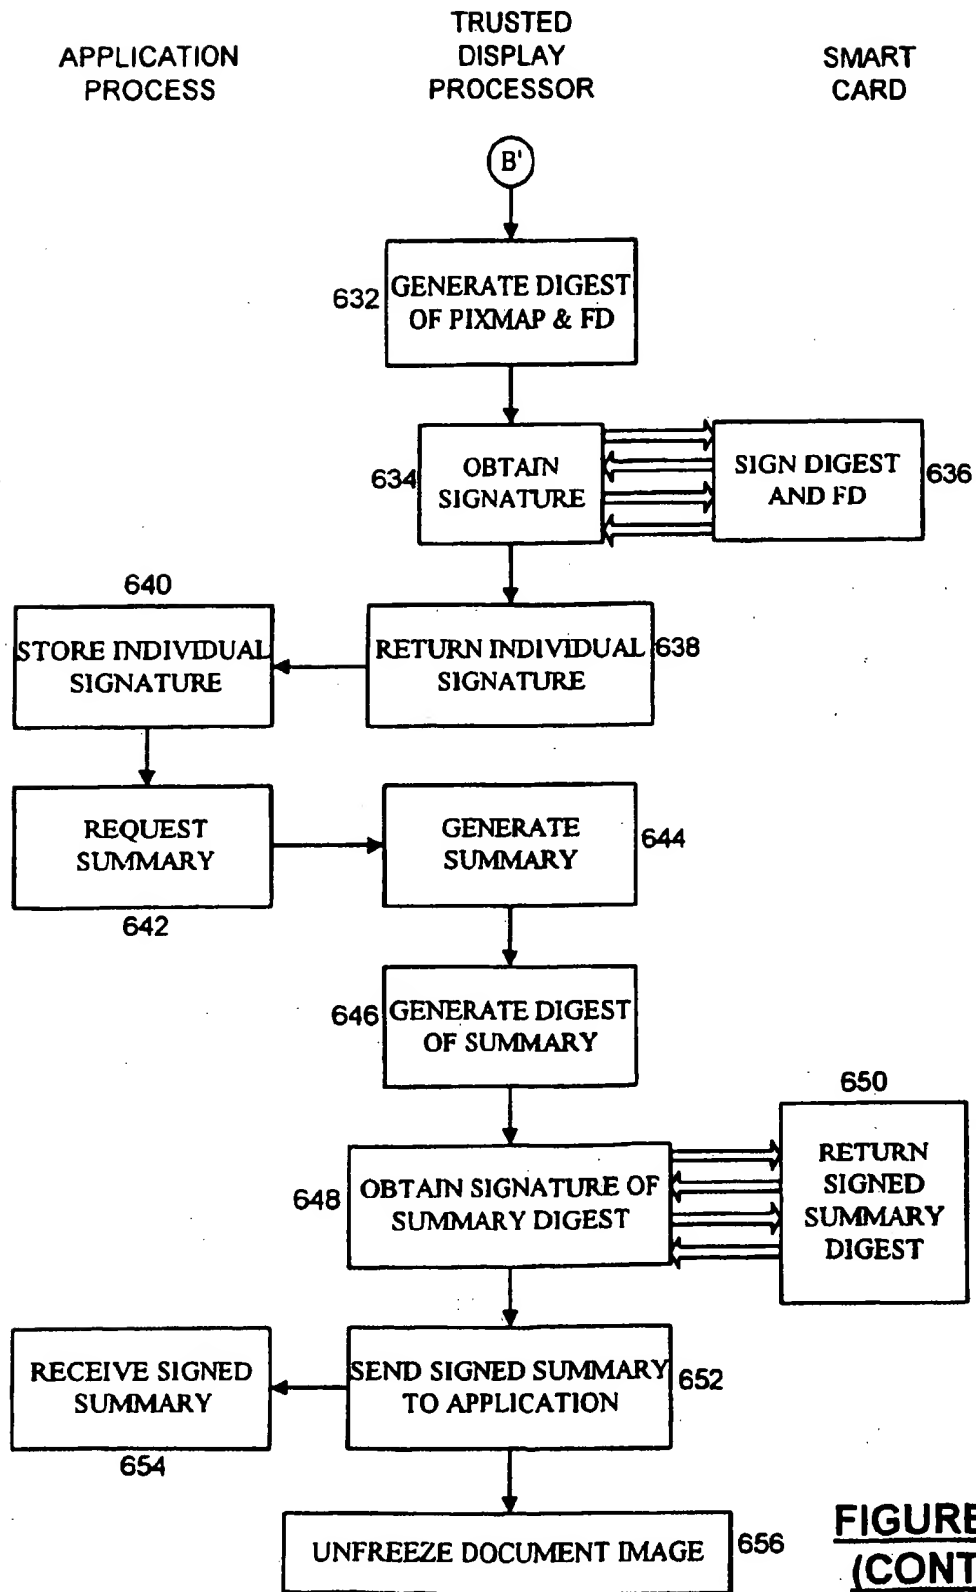 APPLICATION
PROCESS
TRUSTED
DISPLAY
PROCESSOR
SMART
CARD
B'
632
GENERATE DIGEST
OF PIXMAP & FD
634
OBTAIN
SIGNATURE
SIGN DIGEST
AND FD
636
640
STORE INDIVIDUAL
SIGNATURE
RETURN INDIVIDUAL
SIGNATURE
638
REQUEST
SUMMARY
642
GENERATE
SUMMARY
644
646
GENERATE DIGEST
OF SUMMARY
648
OBTAIN SIGNATURE OF
SUMMARY DIGEST
650
RETURN
SIGNED
SUMMARY
DIGEST
RECEIVE SIGNED
SUMMARY
654
SEND SIGNED SUMMARY
TO APPLICATION
652
UNFREEZE DOCUMENT IMAGE
656
FIGURE
(CONT